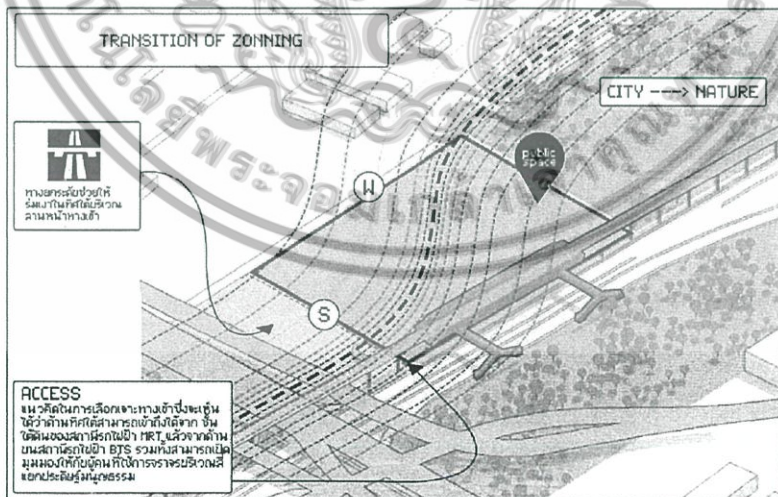 TRANSITION OF ZONNING
CITY ---> NATURE
public
space
W
ทางยกระดับช่วยให้
ร่มเงาในทิศใต้บริเวณ
ลานหน้าทางเข้า
S
ACCESS
แนวคิดในการเลือกเจาะทางเข้าซึ่งจะเห็น
ได้ว่าด้านทิศใต้สามารถเข้าถึงได้จาก ชั้น
ใต้ดินของสถานีรถไฟฟ้า MRT แล้วจากด้าน
บนสถานีรถไฟฟ้า BTS รวมทั้งสามารถเปิด
มุมมองให้กับผู้คนที่ใช้การจราจรบริเวณสี่
แยกประดิษฐ์มนูญธรรม